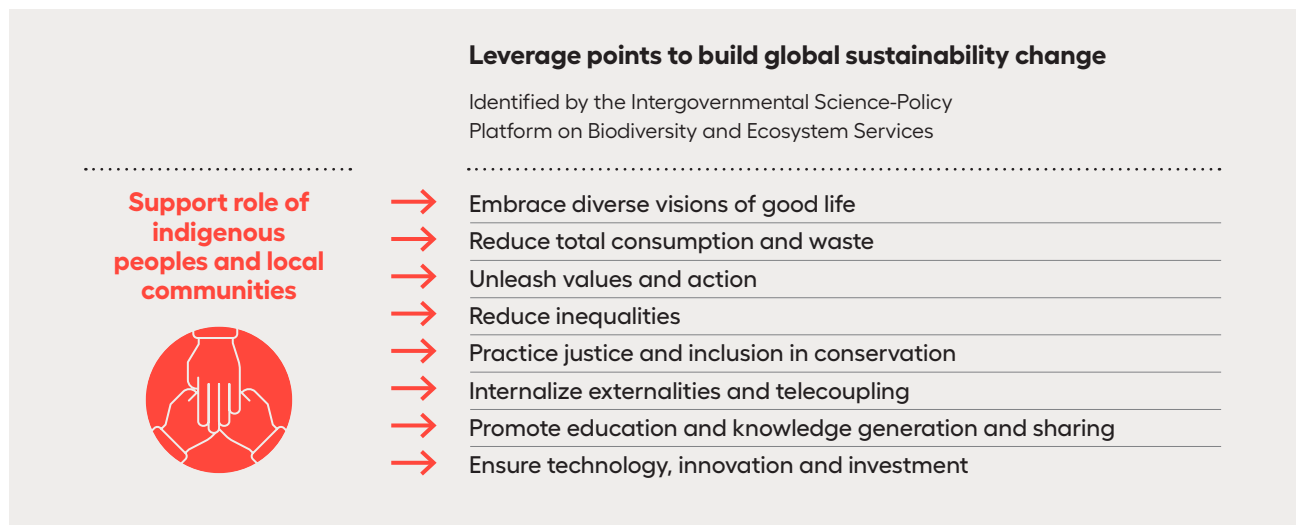 Leverage points to build global sustainability change
Identified by the Intergovernmental Science-Policy
Platform on Biodiversity and Ecosystem Services
Support role of
indigenous
peoples and local
communities
Embrace diverse visions of good life
Reduce total consumption and waste
Unleash values and action
Reduce inequalities
Practice justice and inclusion in conservation
Internalize externalities and telecoupling
Promote education and knowledge generation and sharing
Ensure technology, innovation and investment